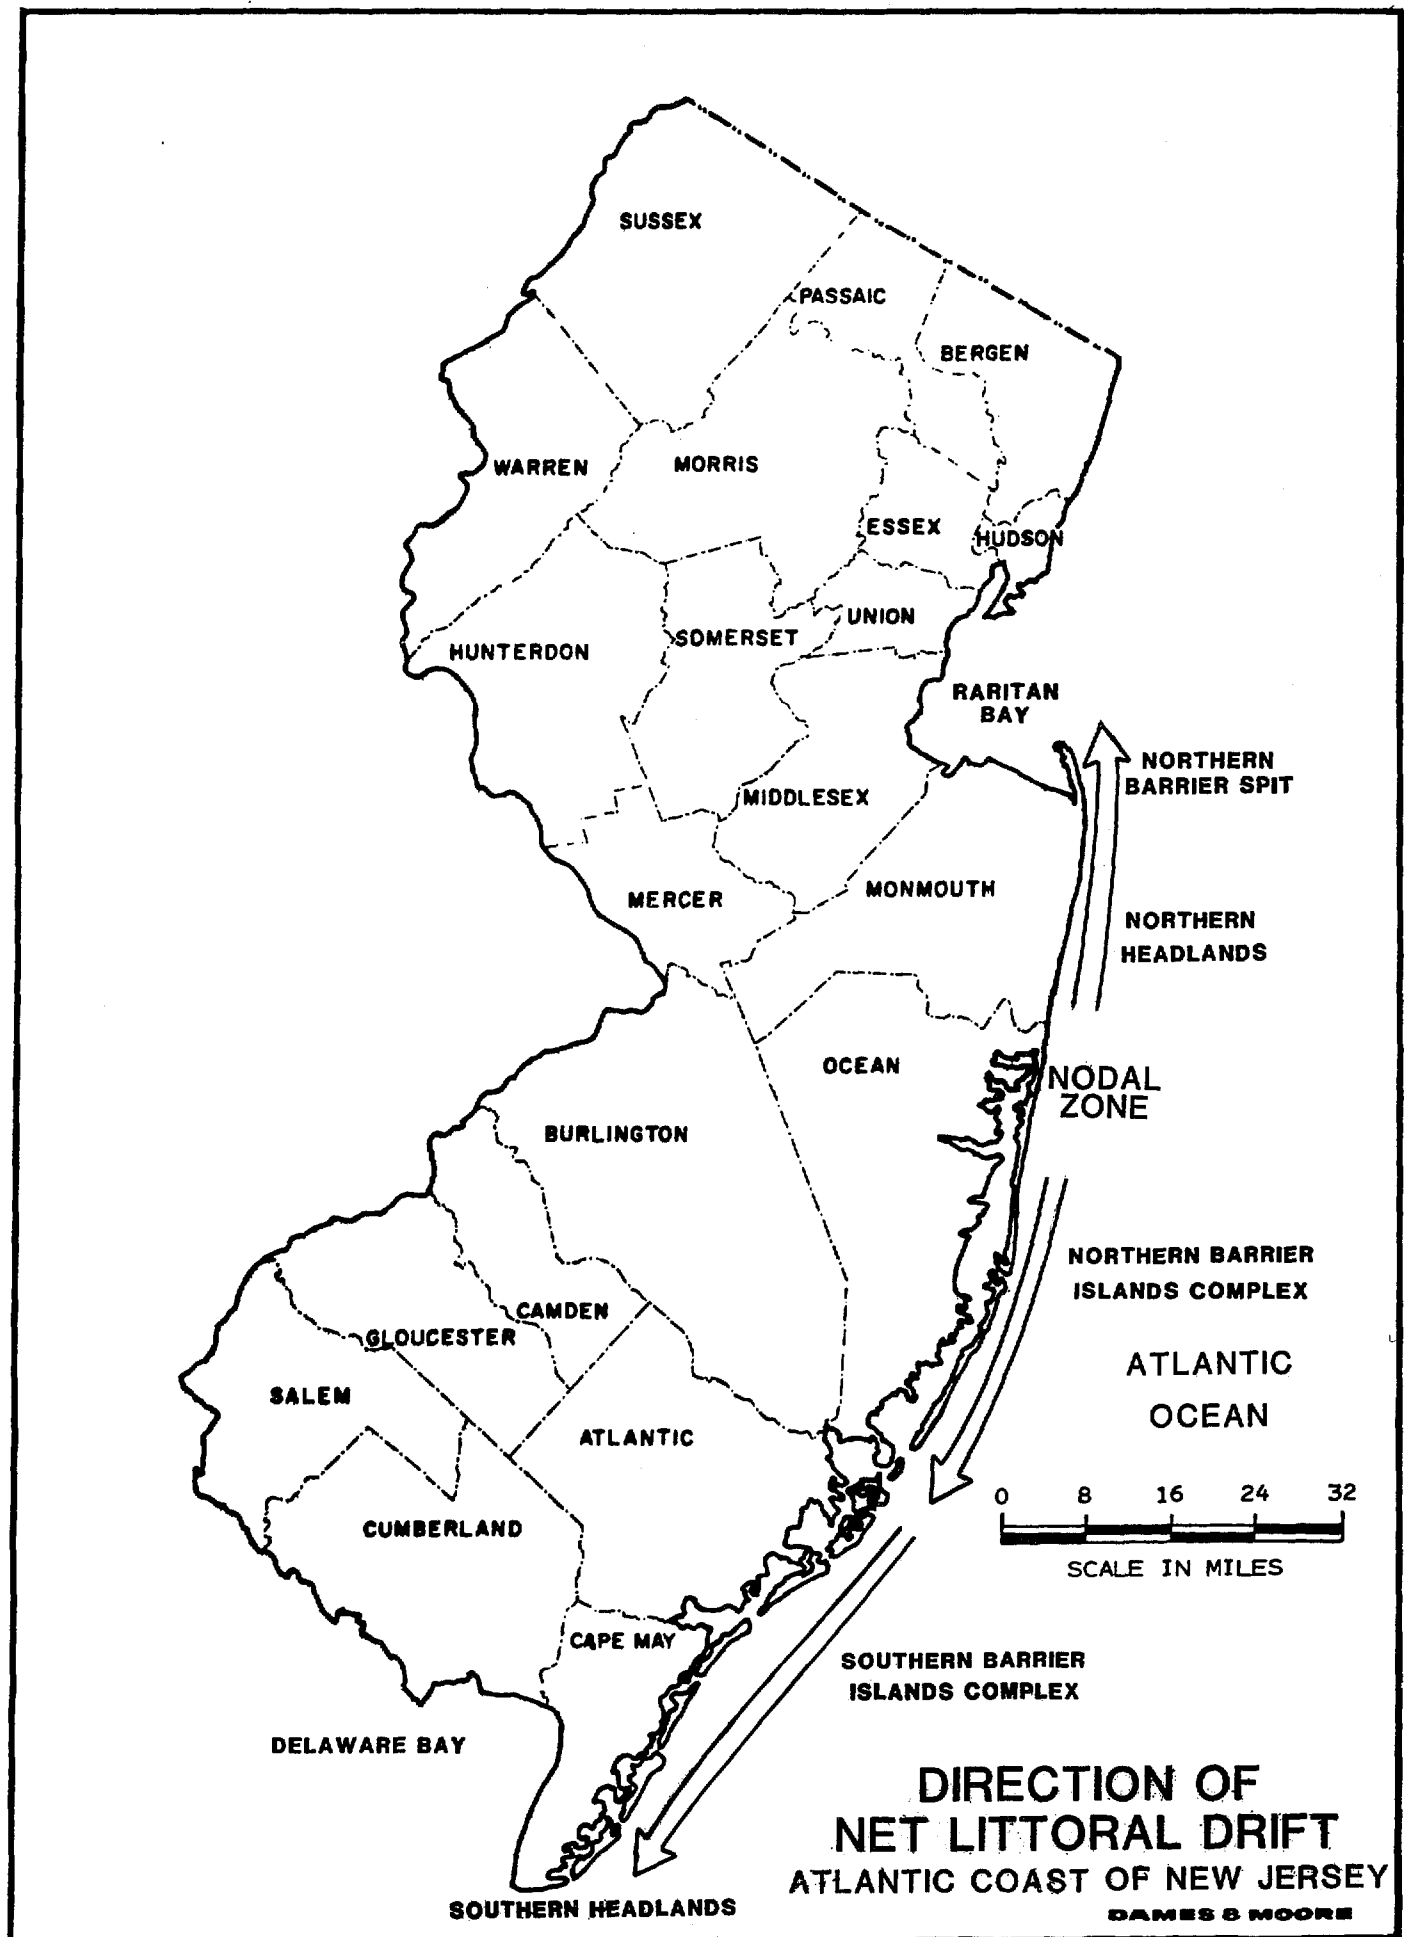 SUSSEX
PASSAIC
BERGEN
WARREN
MORRIS
ESSEX
HUDSON
UNION
SOMERSET
HUNTERDON
RARITAN
BAY
NORTHERN
BARRIER SPIT
MIDDLESEX
MONMOUTH
MERCER
NORTHERN
HEADLANDS
OCEAN
NODAL
ZONE
BURLINGTON
NORTHERN BARRIER
ISLANDS COMPLEX
CAMDEN
GLOUCESTER
ATLANTIC
OCEAN
SALEM
ATLANTIC
0 8 16 24 32
SCALE IN MILES
CUMBERLAND
CAPE MAY
SOUTHERN BARRIER
ISLANDS COMPLEX
DELAWARE BAY
DIRECTION OF
NET LITTORAL DRIFT
ATLANTIC COAST OF NEW JERSEY
SOUTHERN HEADLANDS
DAMES & MOORE